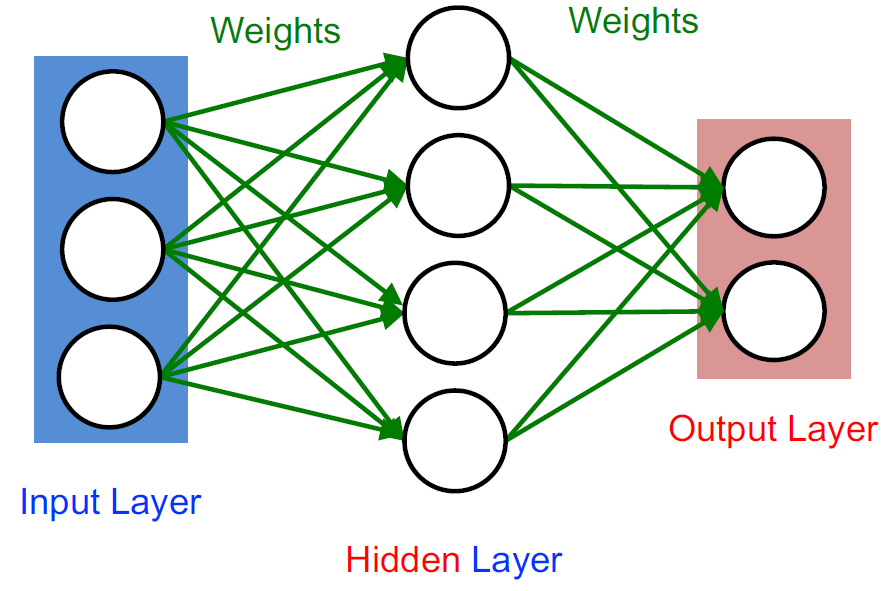 Weights
Weights
Input Layer
Hidden Layer
Output Layer